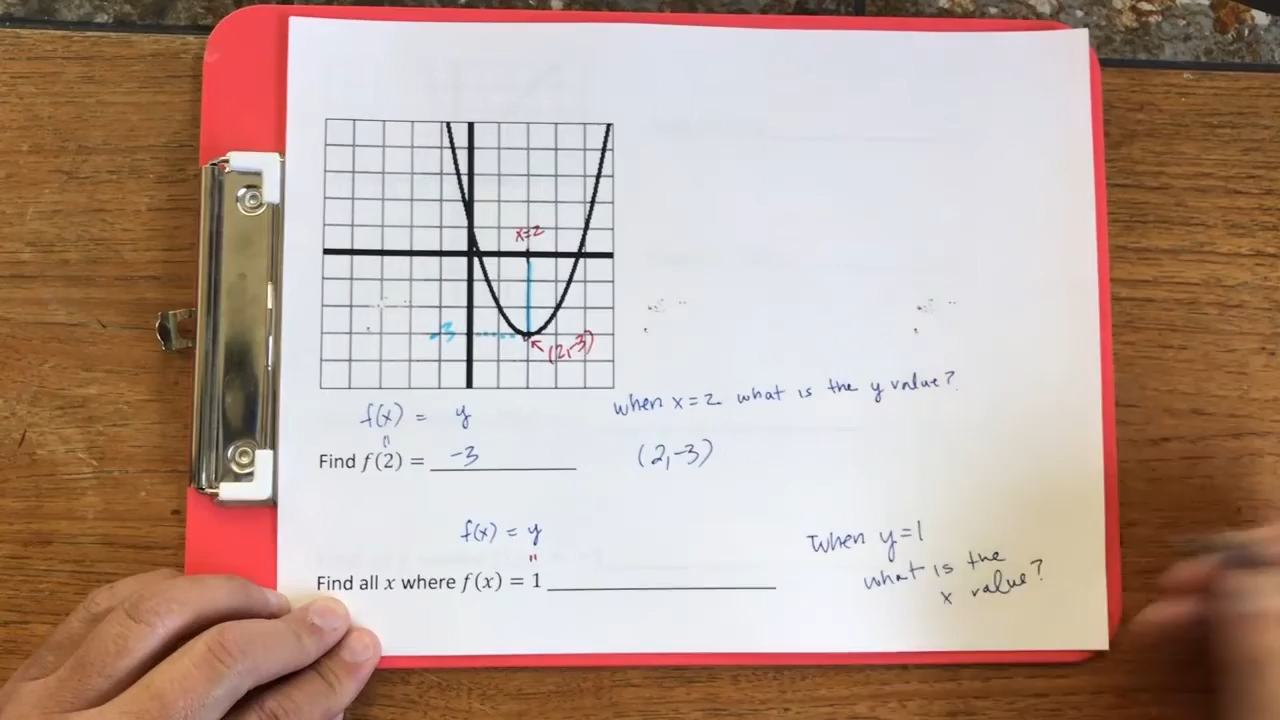 x=2
-3
(2,-3)
f(x) = y
when x=2 what is the y value?
"
Find f(2) = -3
(2,-3)
f(x) = y
"
Find all x where f(x) = 1
when y=1
what is the
x value?